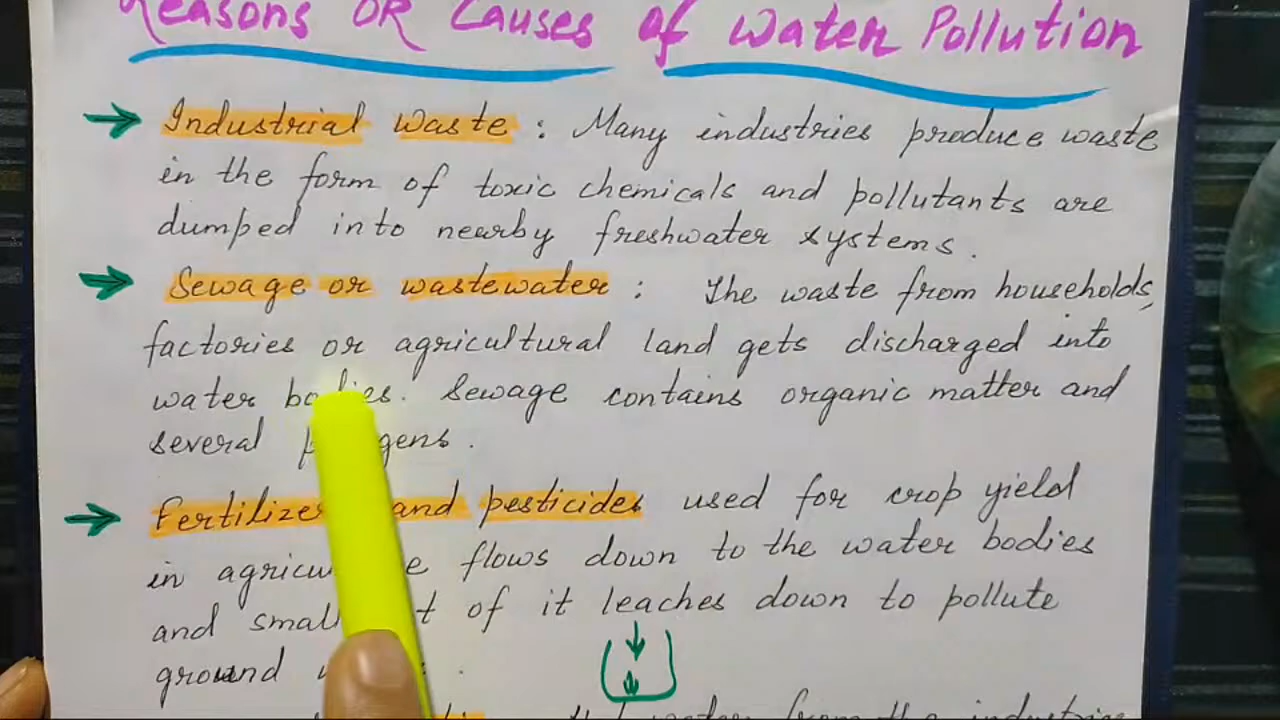 Reasons OR Causes of Water Pollution
Industrial waste : Many industries produce waste
in the form of toxic chemicals and pollutants are
dumped into nearby freshwater systems.
Sewage or wastewater : The waste from households,
factories or agricultural land gets discharged into
water bodies. Sewage contains organic matter and
several
and pesticides used for crop yield
in flows down to the water bodies
and small of it leaches down to pollute
ground
water from the